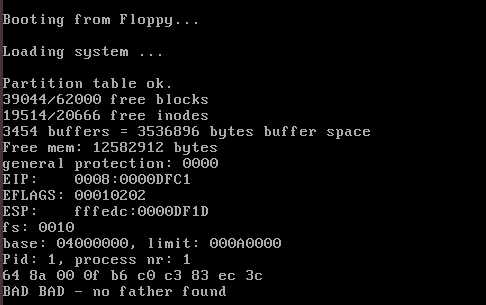 Booting from Floppy...
Loading system ...
Partition table ok.
39044/62000 free blocks
19514/20666 free inodes
3454 buffers = 3536896 bytes buffer space
Free mem: 12582912 bytes
general protection: 0000
EIP:    0008:0000DFC1
EFLAGS: 00010202
ESP:    fffedc:0000DF1D
fs: 0010
base: 04000000, limit: 000A0000
Pid: 1, process nr: 1
64 8a 00 0f b6 c0 c3 83 ec 3c
BAD BAD - no father found